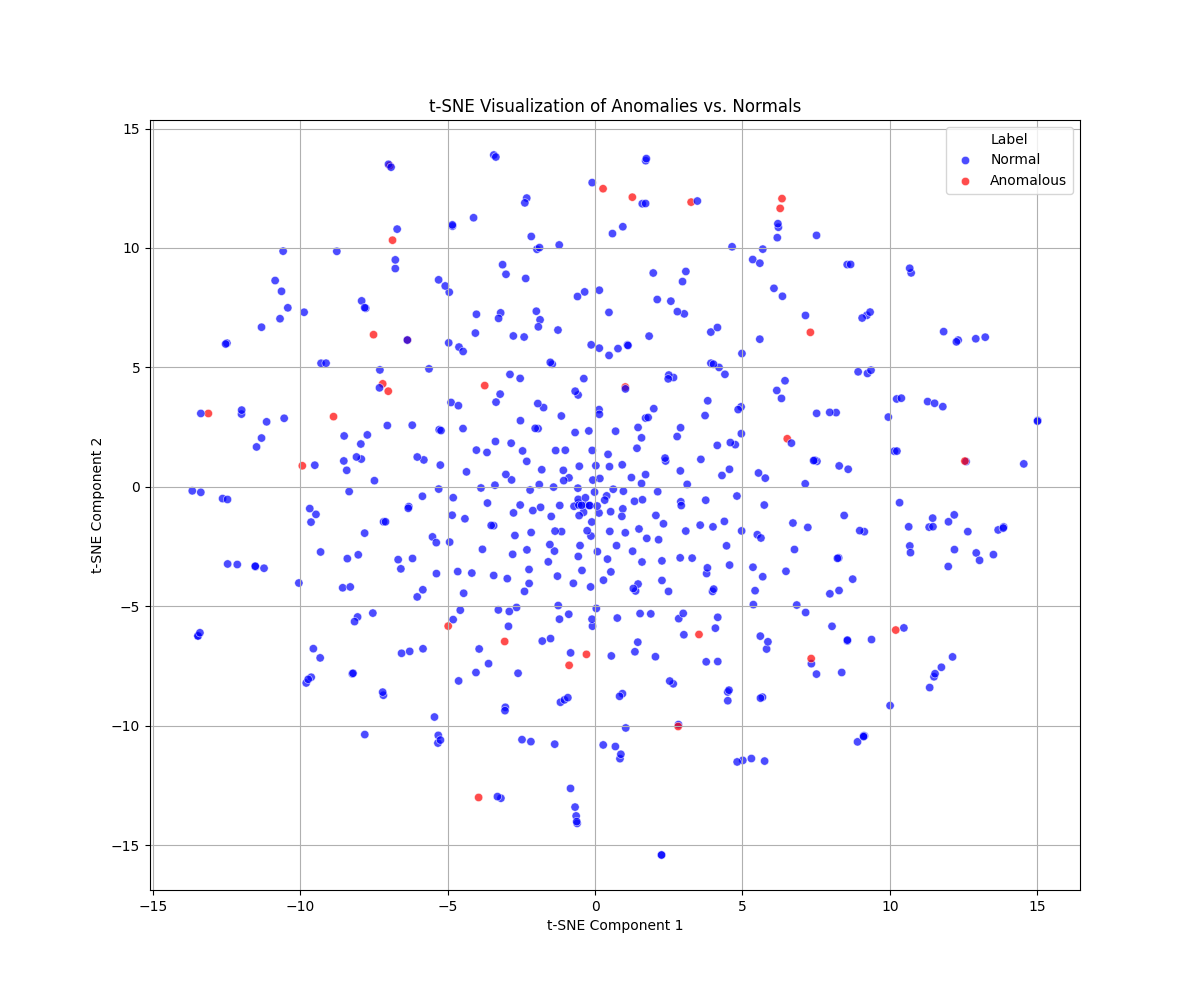 t-SNE Visualization of Anomalies vs. Normals
Label
Normal
Anomalous
15
10
5
0
−5
−10
−15
t-SNE Component 2
−15
−10
−5
0
5
10
15
t-SNE Component 1